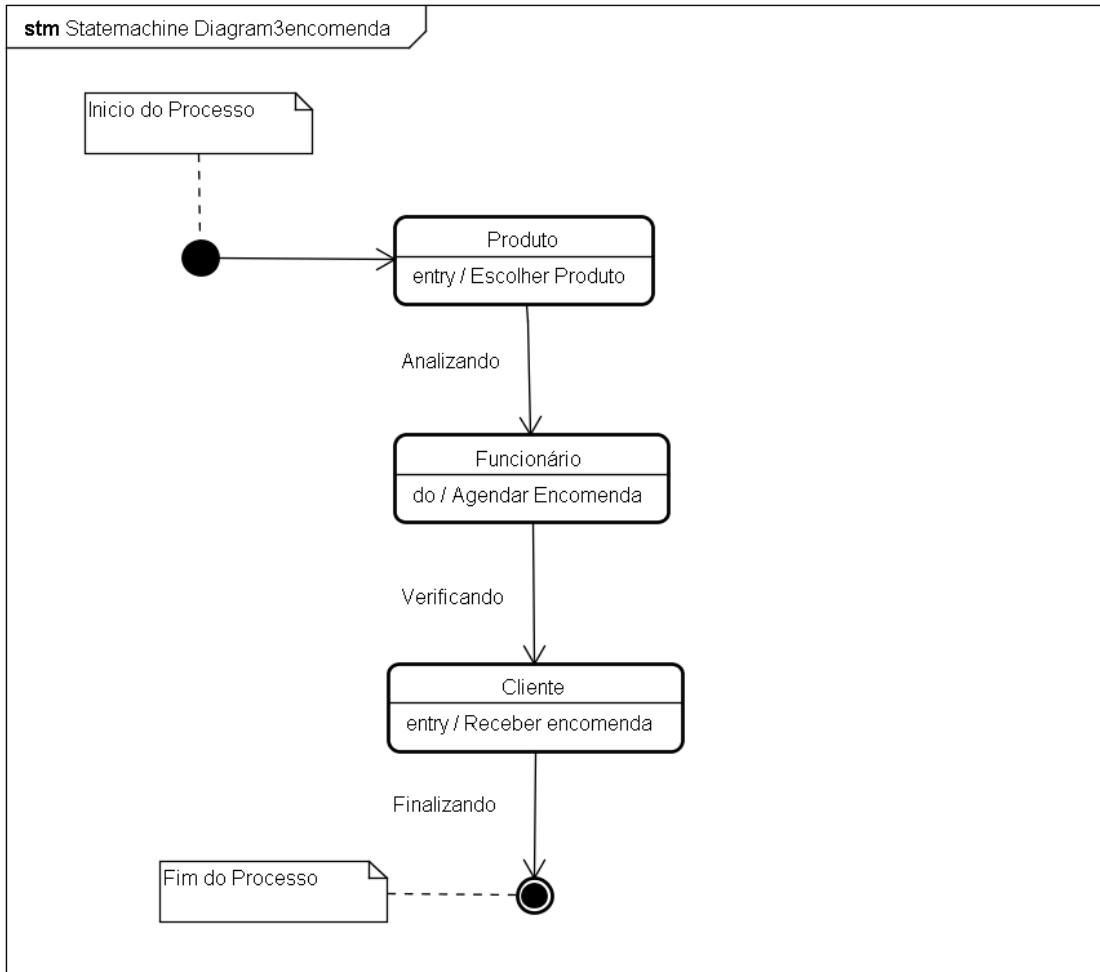 stm Statemachine Diagram3encomenda
Inicio do Processo
Produto
entry / Escolher Produto
Analizando
Funcionário
do / Agendar Encomenda
Verificando
Cliente
entry / Receber encomenda
Finalizando
Fim do Processo